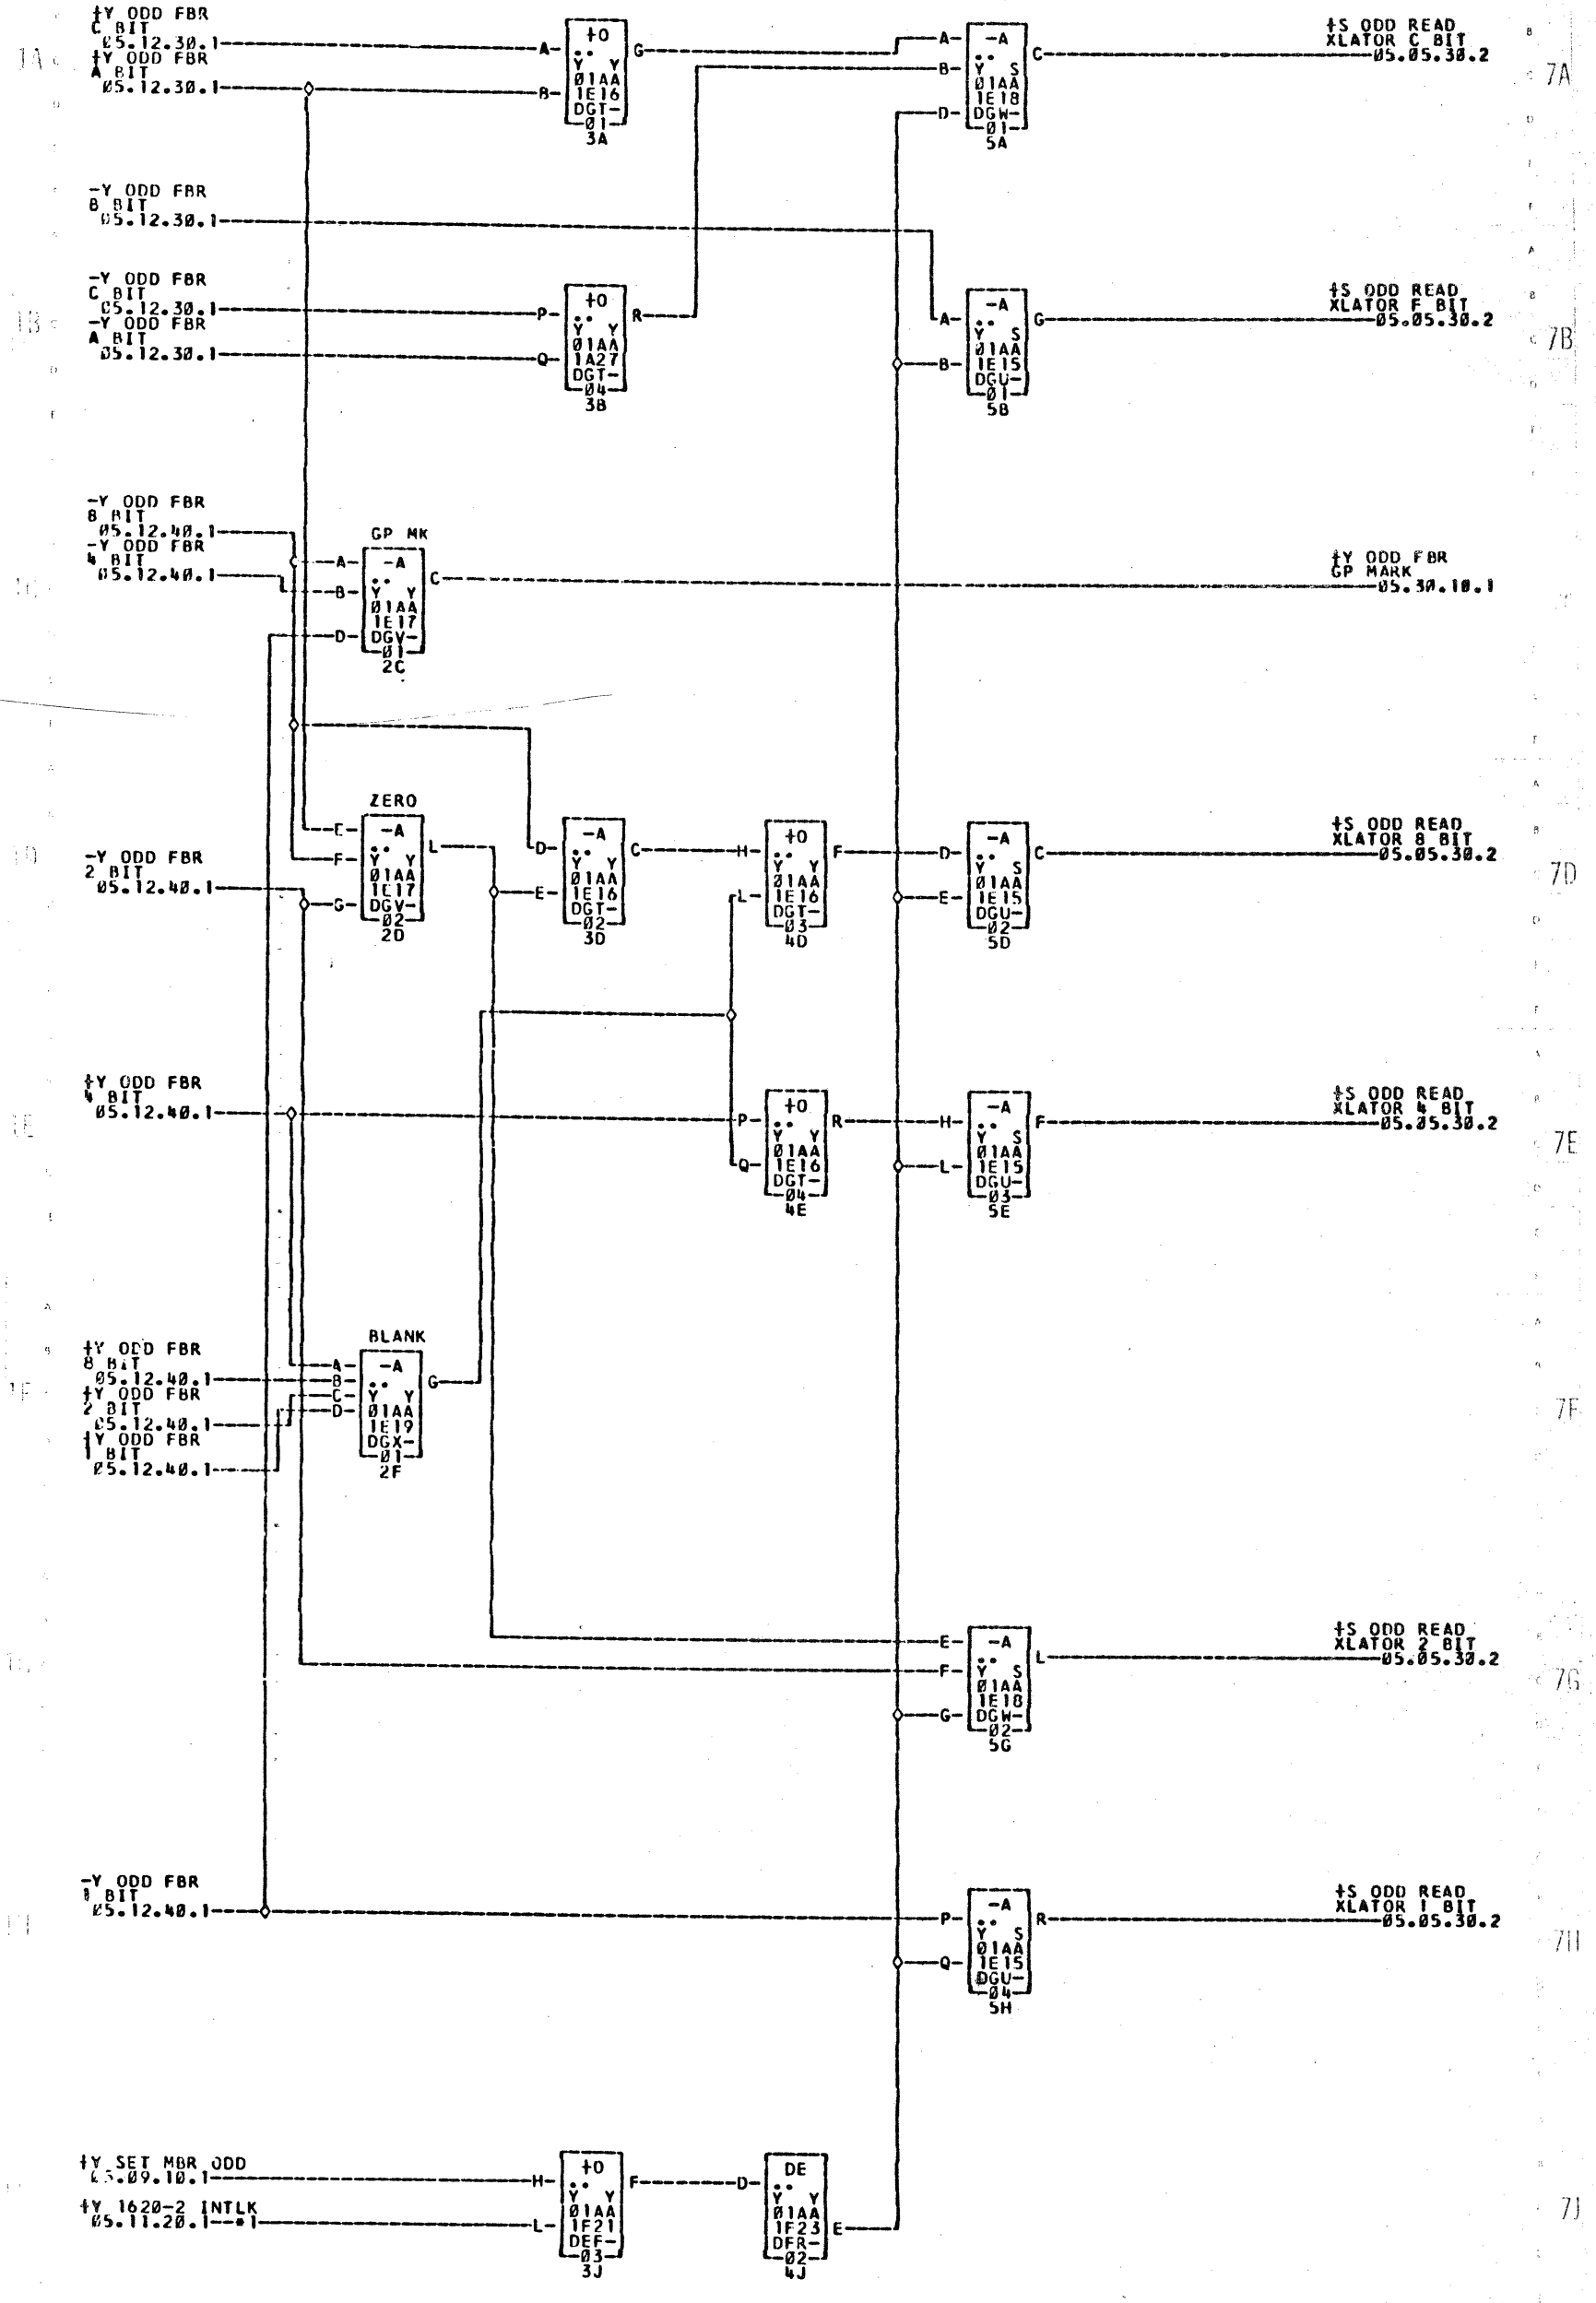 +Y ODD FBR
C BIT
05.12.30.1
+Y ODD FBR
A BIT
05.12.30.1
A
B
+O
Y Y
01AA
1E16
DGT-
01
3A
G
A
B
D
-A
Y S
01AA
1E18
DGW-
01
5A
C
+S ODD READ
XLATOR C BIT
05.05.30.2
1A
7A
-Y ODD FBR
8 BIT
05.12.30.1
-Y ODD FBR
C BIT
05.12.30.1
-Y ODD FBR
A BIT
05.12.30.1
P
Q
+O
Y Y
01AA
1A27
DGT-
04
3B
R
A
B
-A
Y S
01AA
1E15
DGU-
01
5B
G
+S ODD READ
XLATOR F BIT
05.05.30.2
1B
7B
-Y ODD FBR
8 BIT
05.12.40.1
-Y ODD FBR
4 BIT
05.12.40.1
GP MK
A
B
D
-A
Y Y
01AA
1E17
DGV-
01
2C
C
+Y ODD FBR
GP MARK
05.30.10.1
-Y ODD FBR
2 BIT
05.12.40.1
ZERO
E
F
G
-A
Y Y
01AA
1E17
DGV-
02
2D
L
D
E
-A
Y Y
01AA
1E16
DGT-
02
3D
C
H
L
+O
Y Y
01AA
1E16
DGT-
03
4D
F
D
E
-A
Y S
01AA
1E15
DGU-
02
5D
C
+S ODD READ
XLATOR 8 BIT
05.05.30.2
7D
+Y ODD FBR
4 BIT
05.12.40.1
P
Q
+O
Y Y
01AA
1E16
DGT-
04
4E
R
H
L
-A
Y S
01AA
1E15
DGU-
03
5E
F
+S ODD READ
XLATOR 4 BIT
05.05.30.2
1E
7E
+Y ODD FBR
8 BIT
05.12.40.1
+Y ODD FBR
2 BIT
05.12.40.1
+Y ODD FBR
1 BIT
05.12.40.1
BLANK
A
B
C
D
-A
Y Y
01AA
1E19
DGX-
01
2F
G
1F
7F
E
F
G
-A
Y S
01AA
1E18
DGW-
02
5G
L
+S ODD READ
XLATOR 2 BIT
05.05.30.2
7G
-Y ODD FBR
1 BIT
05.12.40.1
P
Q
-A
Y S
01AA
1E15
DGU-
04
5H
R
+S ODD READ
XLATOR 1 BIT
05.05.30.2
7H
+Y SET MBR ODD
05.09.10.1
+Y 1620-2 INTLK
05.11.20.1--*1
H
L
+O
Y Y
01AA
1F21
DEF-
03
3J
F
D
DE
Y Y
01AA
1F23
DFR-
02
4J
E
7J